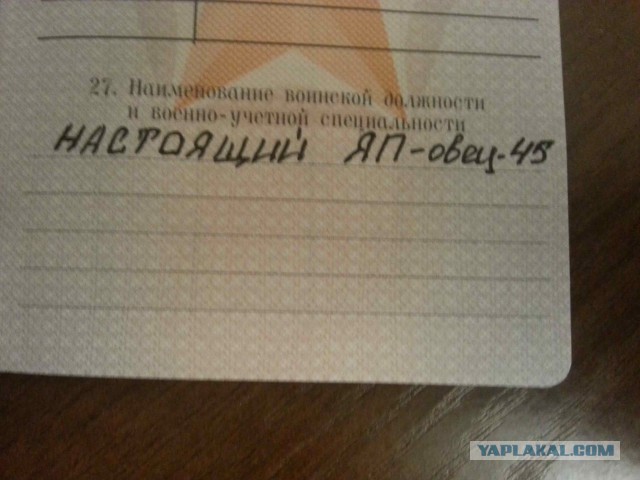 27. Наименование воинской должности
и военно-учетной специальности
НАСТОЯЩИЙ ЯП-овец-45
YAPLAKAL.COM